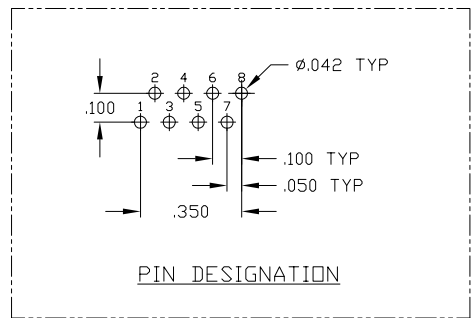 2 4 6 8
Ø.042 TYP
.100
1 3 5 7
.100 TYP
.050 TYP
.350
PIN DESIGNATION